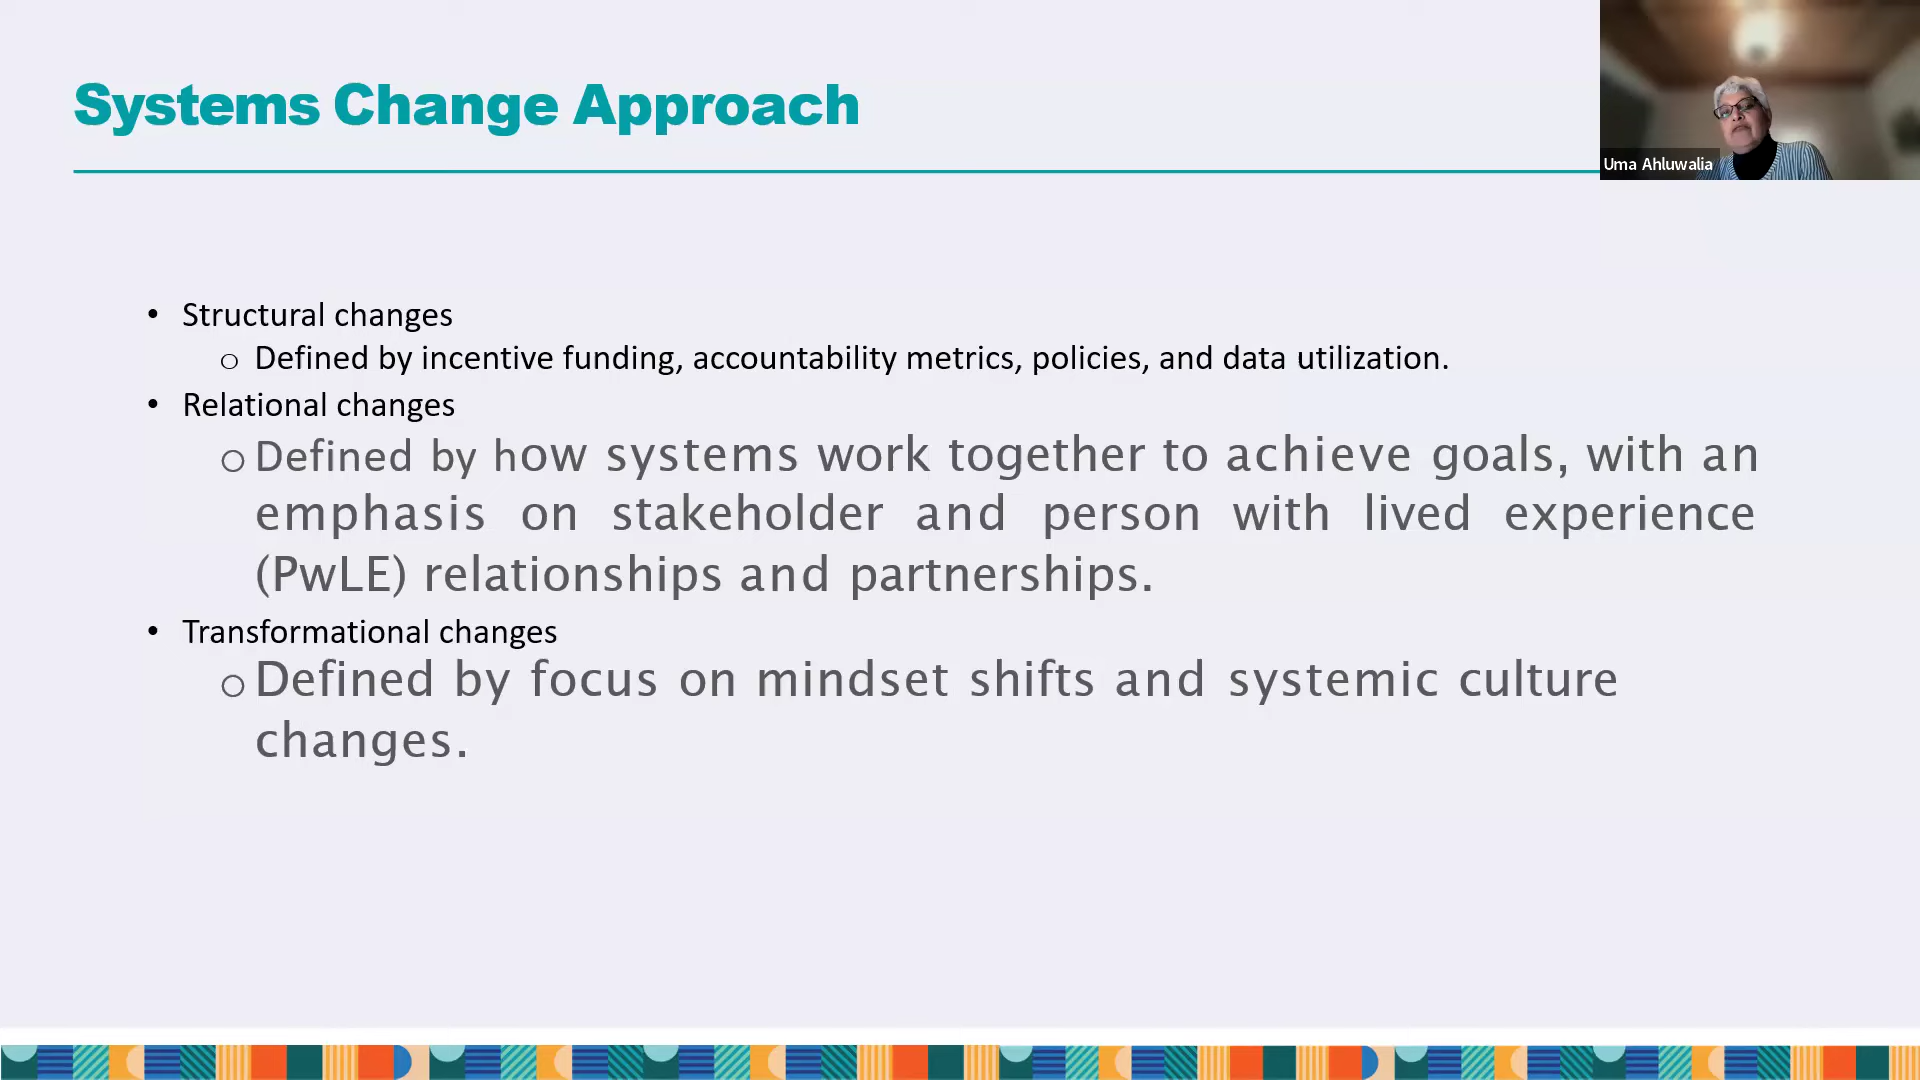 Systems Change Approach
Uma Ahluwalia
• Structural changes
o Defined by incentive funding, accountability metrics, policies, and data utilization.
• Relational changes
o Defined by how systems work together to achieve goals, with an
emphasis on stakeholder and person with lived experience
(PwLE) relationships and partnerships.
• Transformational changes
o Defined by focus on mindset shifts and systemic culture
changes.